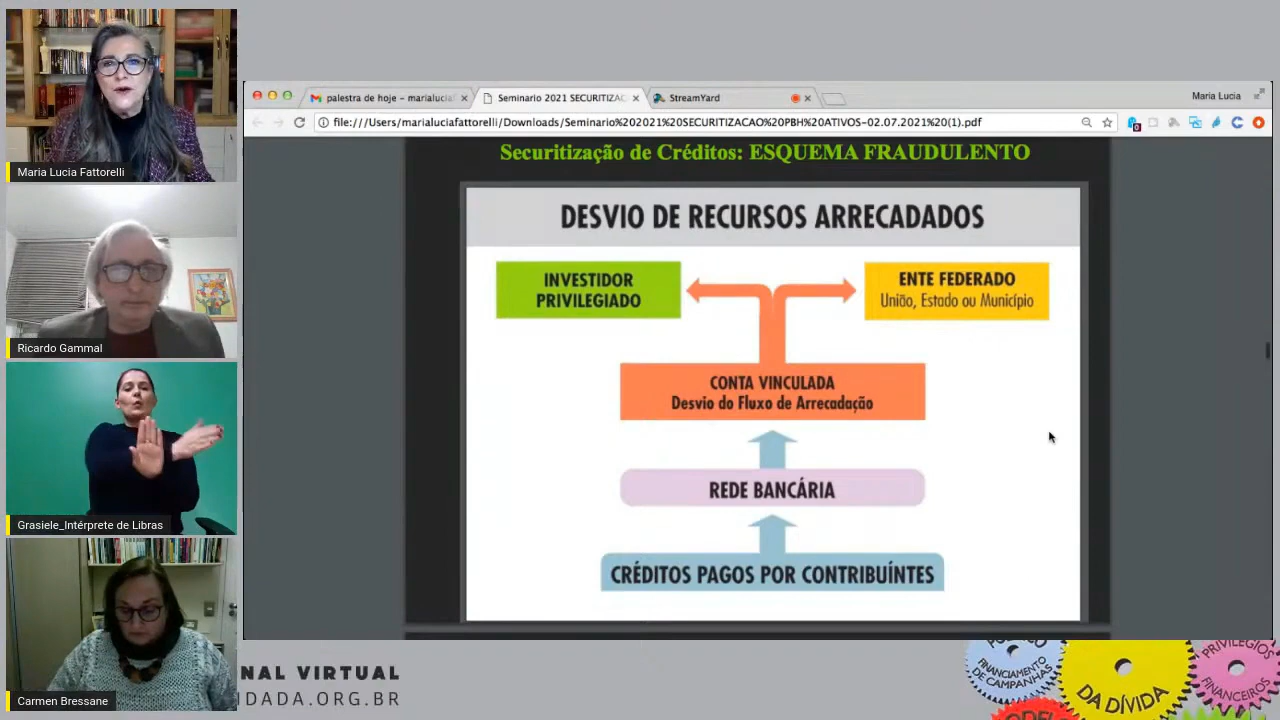 Maria Lucia Fattorelli
Ricardo Gammal
Grasiele_Intérprete de Libras
Carmen Bressane
palestra de hoje – marialucia
Seminario 2021 SECURITIZAC
StreamYard
Maria Lucia
file:///Users/marialuciafattorelli/Downloads/Seminario%202021%20SECURITIZACAO%20PBH%20ATIVOS-02.07.2021%20(1).pdf
Securitização de Créditos: ESQUEMA FRAUDULENTO
DESVIO DE RECURSOS ARRECADADOS
INVESTIDOR
PRIVILEGIADO
ENTE FEDERADO
União, Estado ou Município
CONTA VINCULADA
Desvio do Fluxo de Arrecadação
REDE BANCÁRIA
CRÉDITOS PAGOS POR CONTRIBUÍNTES
NAL VIRTUAL
IDADA.ORG.BR
FINANCIAMENTO
DE CAMPANHAS
DA DÍVIDA
PRIVILÉGIOS
FINANCEIROS